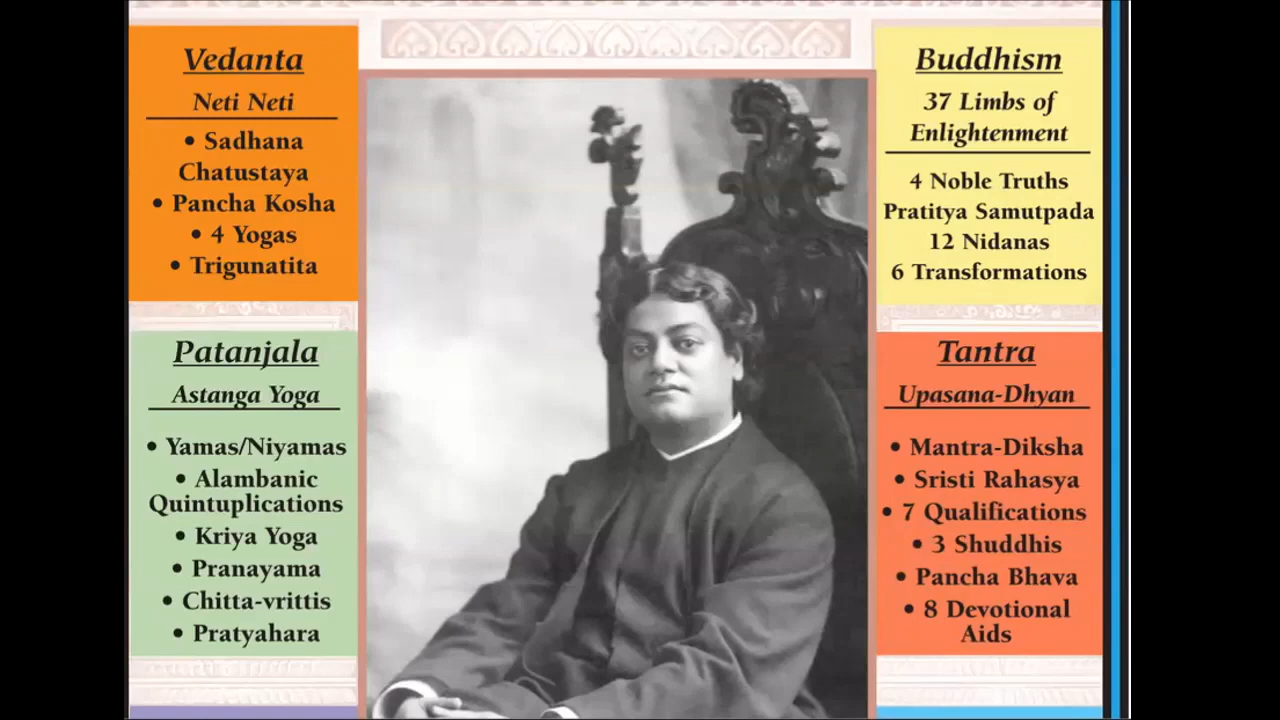 Vedanta
Neti Neti
• Sadhana
Chatustaya
• Pancha Kosha
• 4 Yogas
• Trigunatita
Buddhism
37 Limbs of
Enlightenment
4 Noble Truths
Pratitya Samutpada
12 Nidanas
6 Transformations
Patanjala
Astanga Yoga
• Yamas/Niyamas
• Alambanic
Quintuplications
• Kriya Yoga
• Pranayama
• Chitta-vrittis
• Pratyahara
Tantra
Upasana-Dhyan
• Mantra-Diksha
• Sristi Rahasya
• 7 Qualifications
• 3 Shuddhis
• Pancha Bhava
• 8 Devotional
Aids